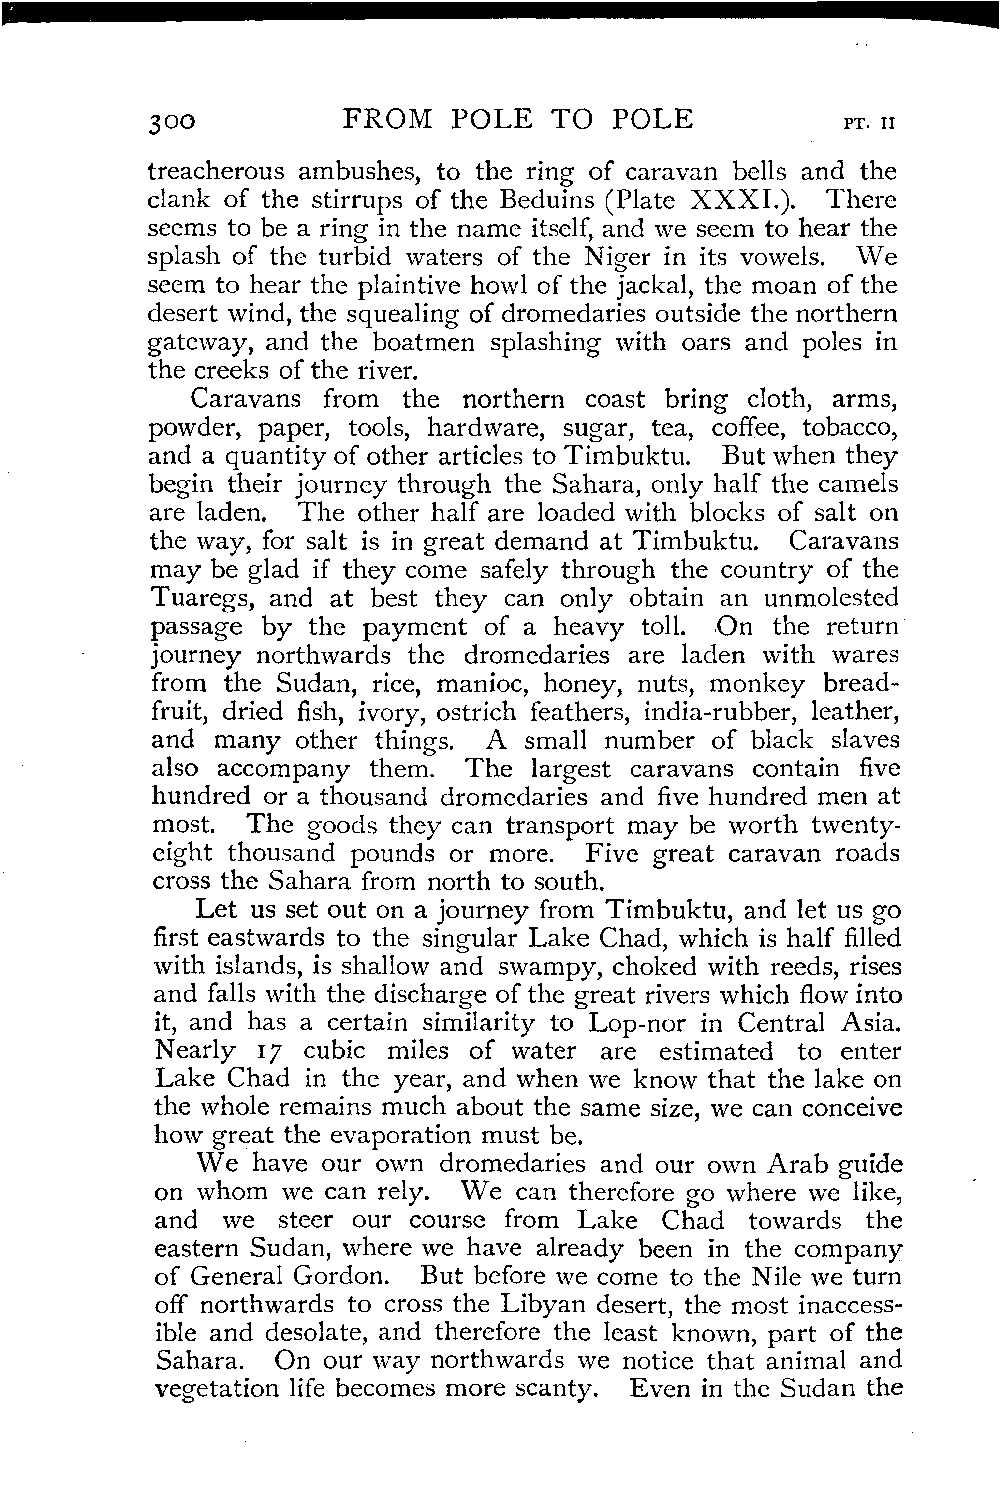 300 FROM POLE TO POLE PT. II
treacherous ambushes, to the ring of caravan bells and the
clank of the stirrups of the Beduins (Plate XXXI.). There
seems to be a ring in the name itself, and we seem to hear the
splash of the turbid waters of the Niger in its vowels. We
seem to hear the plaintive howl of the jackal, the moan of the
desert wind, the squealing of dromedaries outside the northern
gateway, and the boatmen splashing with oars and poles in
the creeks of the river.
Caravans from the northern coast bring cloth, arms,
powder, paper, tools, hardware, sugar, tea, coffee, tobacco,
and a quantity of other articles to Timbuktu. But when they
begin their journey through the Sahara, only half the camels
are laden. The other half are loaded with blocks of salt on
the way, for salt is in great demand at Timbuktu. Caravans
may be glad if they come safely through the country of the
Tuaregs, and at best they can only obtain an unmolested
passage by the payment of a heavy toll. On the return
journey northwards the dromedaries are laden with wares
from the Sudan, rice, manioc, honey, nuts, monkey bread-
fruit, dried fish, ivory, ostrich feathers, india-rubber, leather,
and many other things. A small number of black slaves
also accompany them. The largest caravans contain five
hundred or a thousand dromedaries and five hundred men at
most. The goods they can transport may be worth twenty-
eight thousand pounds or more. Five great caravan roads
cross the Sahara from north to south.
Let us set out on a journey from Timbuktu, and let us go
first eastwards to the singular Lake Chad, which is half filled
with islands, is shallow and swampy, choked with reeds, rises
and falls with the discharge of the great rivers which flow into
it, and has a certain similarity to Lop-nor in Central Asia.
Nearly 17 cubic miles of water are estimated to enter
Lake Chad in the year, and when we know that the lake on
the whole remains much about the same size, we can conceive
how great the evaporation must be.
We have our own dromedaries and our own Arab guide
on whom we can rely. We can therefore go where we like,
and we steer our course from Lake Chad towards the
eastern Sudan, where we have already been in the company
of General Gordon. But before we come to the Nile we turn
off northwards to cross the Libyan desert, the most inaccess-
ible and desolate, and therefore the least known, part of the
Sahara. On our way northwards we notice that animal and
vegetation life becomes more scanty. Even in the Sudan the